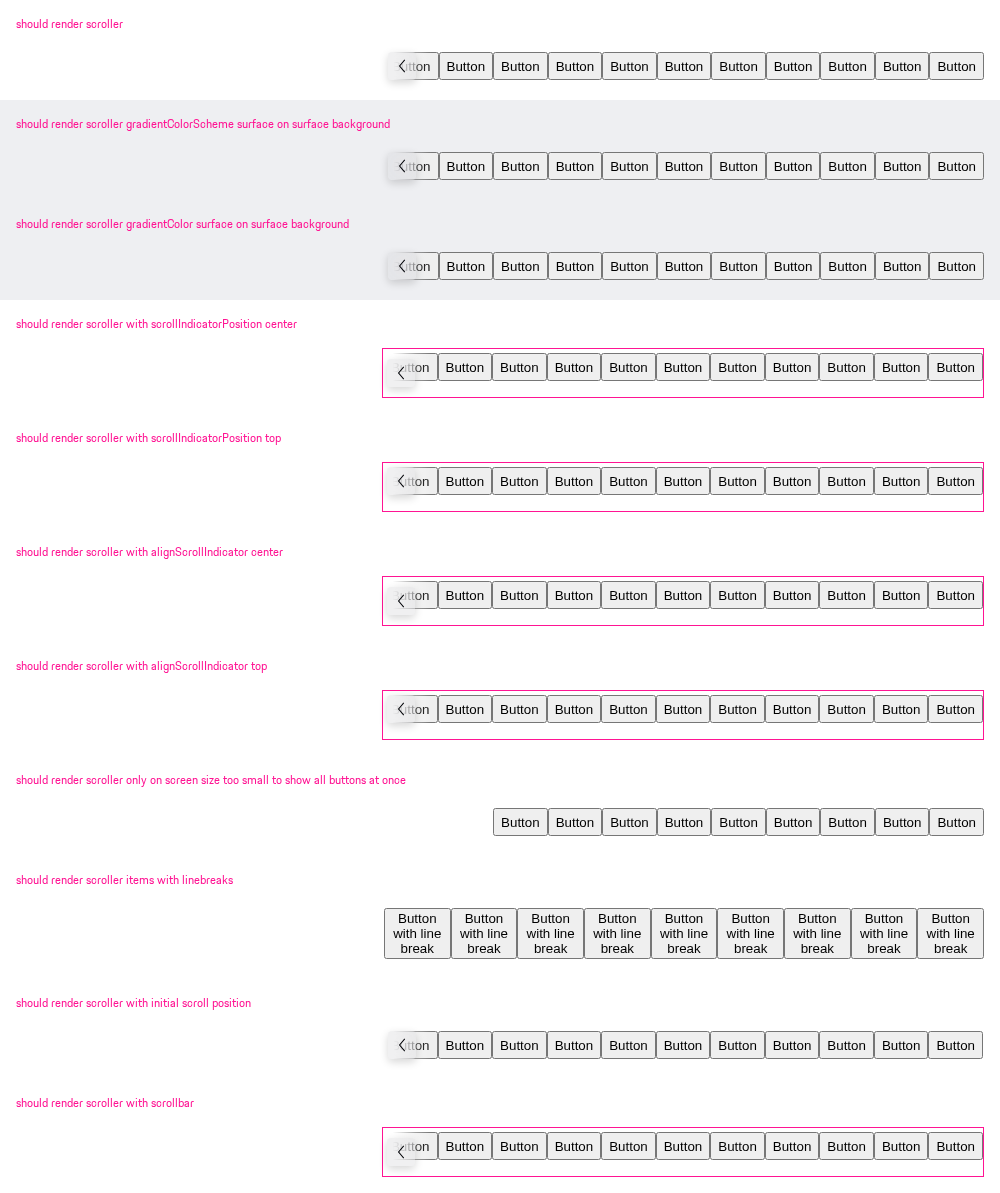 should render scroller
tton Button Button Button Button Button Button Button Button Button Button
should render scroller gradientColorScheme surface on surface background
tton Button Button Button Button Button Button Button Button Button Button
should render scroller gradientColor surface on surface background
tton Button Button Button Button Button Button Button Button Button Button
should render scroller with scrollIndicatorPosition center
tton Button Button Button Button Button Button Button Button Button Button
should render scroller with scrollIndicatorPosition top
tton Button Button Button Button Button Button Button Button Button Button
should render scroller with alignScrollIndicator center
tton Button Button Button Button Button Button Button Button Button Button
should render scroller with alignScrollIndicator top
tton Button Button Button Button Button Button Button Button Button Button
should render scroller only on screen size too small to show all buttons at once
Button Button Button Button Button Button Button Button Button
should render scroller items with linebreaks
Button Button Button Button Button Button Button Button Button
with line with line with line with line with line with line with line with line with line
break break break break break break break break break
should render scroller with initial scroll position
tton Button Button Button Button Button Button Button Button Button Button
should render scroller with scrollbar
tton Button Button Button Button Button Button Button Button Button Button